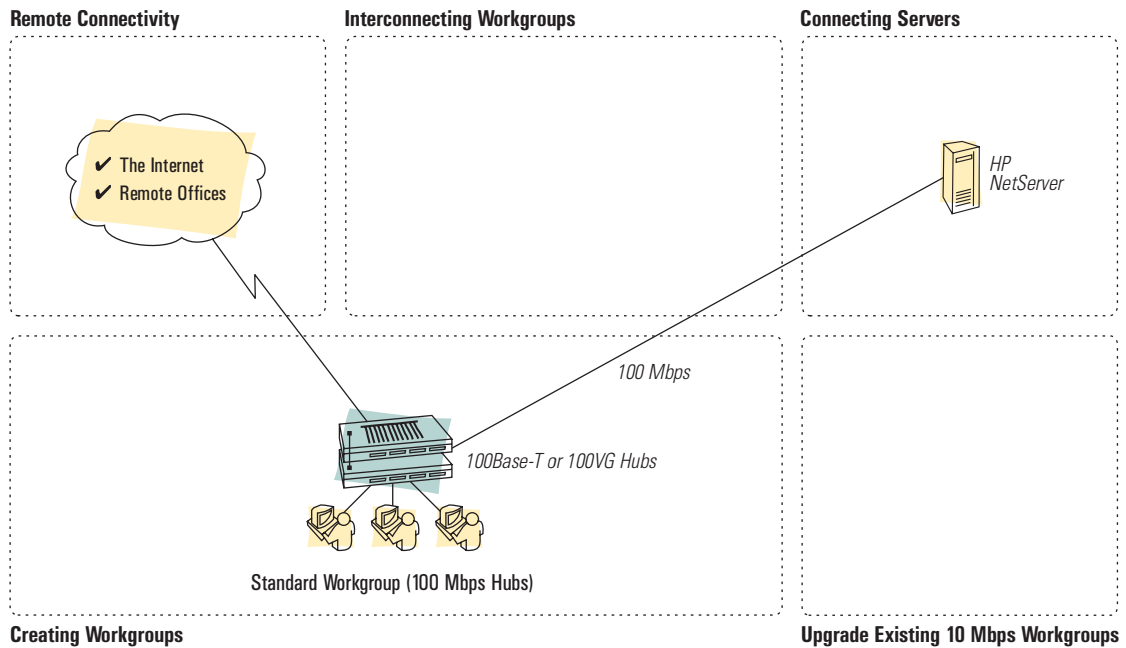 Remote Connectivity
Interconnecting Workgroups
Connecting Servers
✔ The Internet
✔ Remote Offices
HP
NetServer
100 Mbps
100Base-T or 100VG Hubs
Standard Workgroup (100 Mbps Hubs)
Creating Workgroups
Upgrade Existing 10 Mbps Workgroups